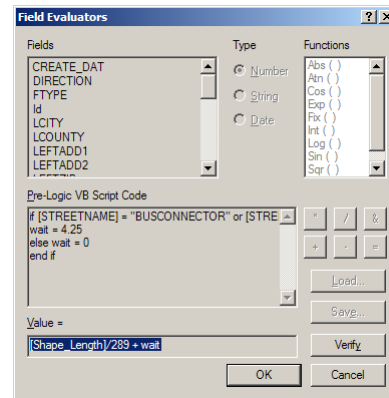 Field Evaluators
Fields
Type
Functions
CREATE_DAT
DIRECTION
FTYPE
Id
LCITY
LCOUNTY
LEFTADD1
LEFTADD2
Number
String
Date
Abs ( )
Atn ( )
Cos ( )
Exp ( )
Fix ( )
Int ( )
Log ( )
Sin ( )
Sqr ( )
Pre-Logic VB Script Code
if [STREETNAME] = "BUSCONNECTOR" or [STRE
wait = 4.25
else wait = 0
end if
* / &
+ - =
Load...
Save...
Value =
[Shape_Length]/289 + wait
Verify
OK
Cancel